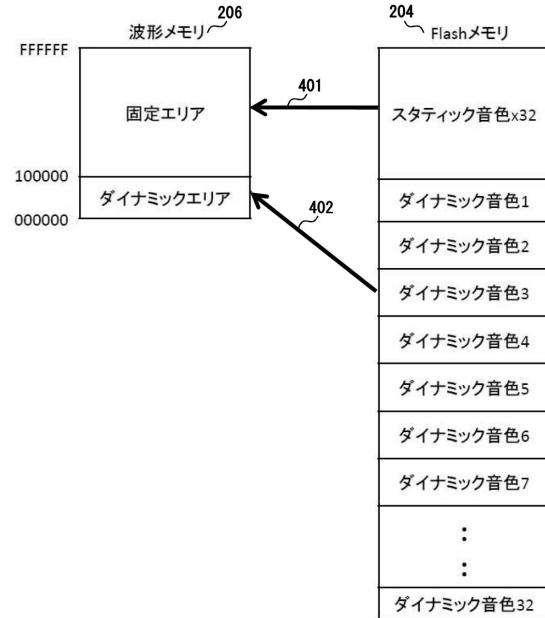 波形メモリ 206
204
Flashメモリ
FFFFFF
固定エリア
401
スタティック音色x32
100000
ダイナミックエリア
000000
402
ダイナミック音色1
ダイナミック音色2
ダイナミック音色3
ダイナミック音色4
ダイナミック音色5
ダイナミック音色6
ダイナミック音色7
:
:
ダイナミック音色32